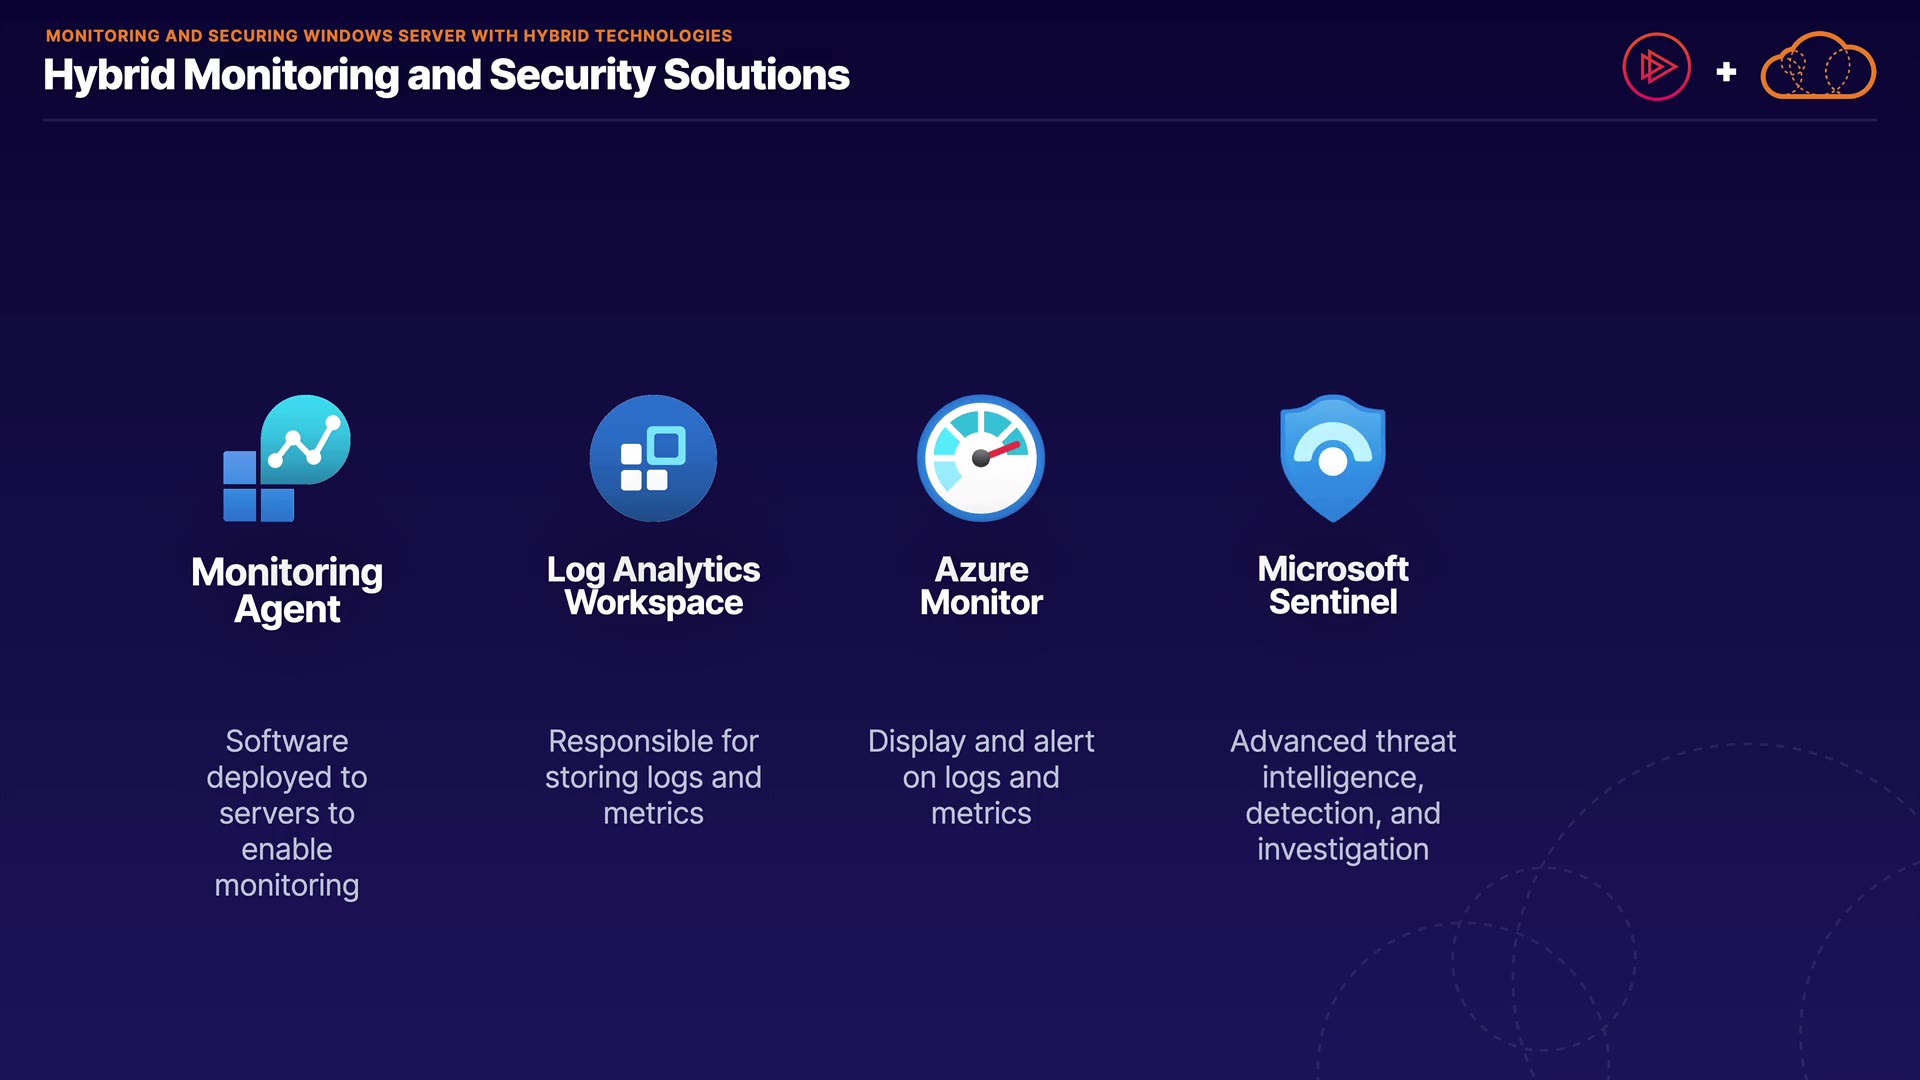 MONITORING AND SECURING WINDOWS SERVER WITH HYBRID TECHNOLOGIES
Hybrid Monitoring and Security Solutions
+
Monitoring
Agent
Software
deployed to
servers to
enable
monitoring
Log Analytics
Workspace
Responsible for
storing logs and
metrics
Azure
Monitor
Display and alert
on logs and
metrics
Microsoft
Sentinel
Advanced threat
intelligence,
detection, and
investigation